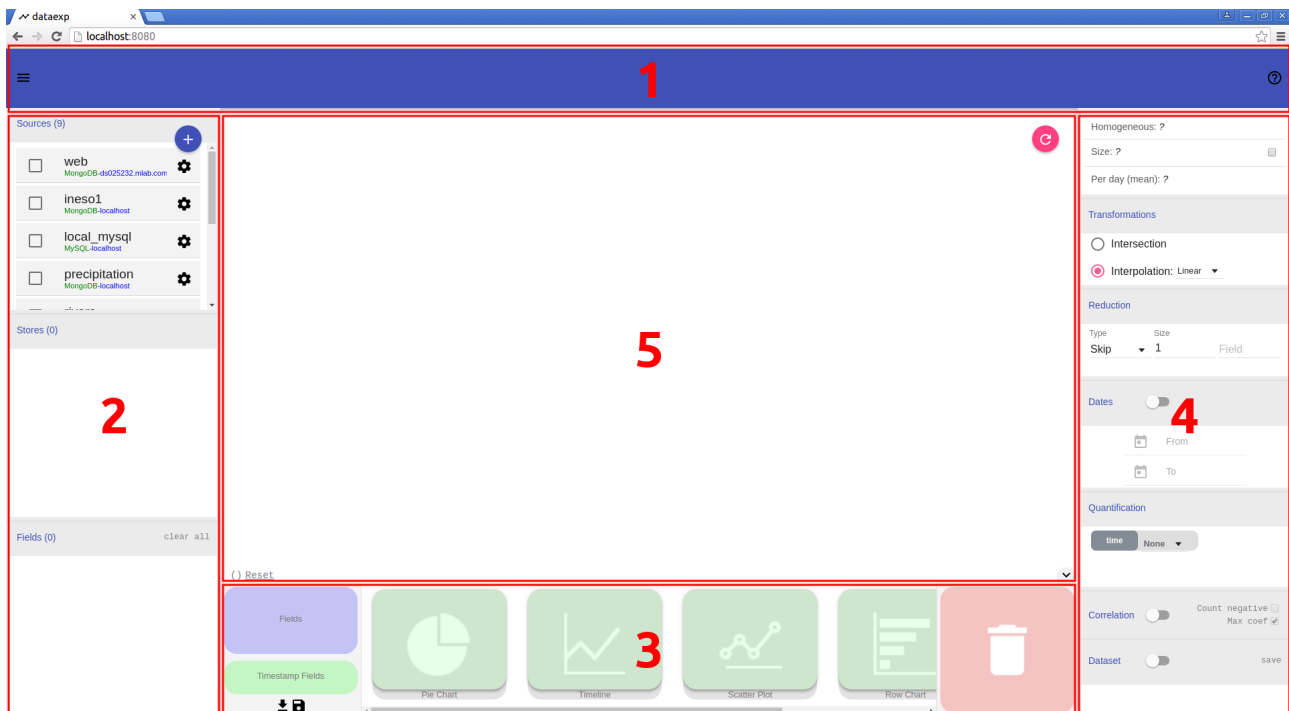 dataexp
localhost:8080
1
Sources (9)
web
MongoDB-ds025232.mlab.com
ineso1
MongoDB-localhost
local_mysql
MySQL-localhost
precipitation
MongoDB-localhost
Stores (0)
2
Fields (0) clear all
5
() Reset
Fields
Timestamp Fields
Pie Chart
Timeline
3
Scatter Plot
Row Chart
Homogeneous: ?
Size: ?
Per day (mean): ?
Transformations
Intersection
Interpolation: Linear
Reduction
Type Size
Skip 1 Field
Dates
4
From
To
Quantification
time None
Correlation Count negative
Max coef
Dataset save